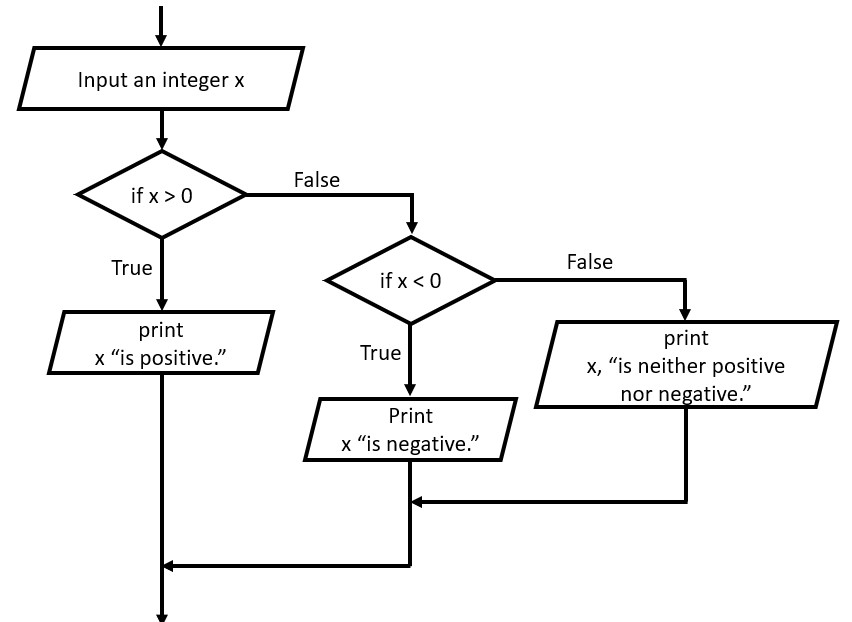 Input an integer x
if x > 0
False
True
if x < 0
False
print
x “is positive.”
True
print
x, “is neither positive
nor negative.”
Print
x “is negative.”